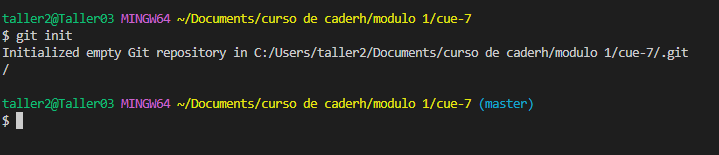 taller2@Taller03 MINGW64 ~/Documents/curso de caderh/modulo 1/cue-7
$ git init
Initialized empty Git repository in C:/Users/taller2/Documents/curso de caderh/modulo 1/cue-7/.git
/
taller2@Taller03 MINGW64 ~/Documents/curso de caderh/modulo 1/cue-7 (master)
$